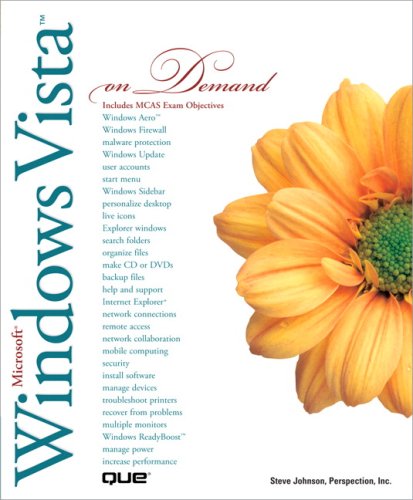 Microsoft®
Windows Vista™
on Demand
Includes MCAS Exam Objectives
Windows Aero™
Windows Firewall
malware protection
Windows Update
user accounts
start menu
Windows Sidebar
personalize desktop
live icons
Explorer windows
search folders
organize files
make CD or DVDs
backup files
help and support
Internet Explorer®
network connections
remote access
network collaboration
mobile computing
security
install software
manage devices
troubleshoot printers
recover from problems
multiple monitors
Windows ReadyBoost™
manage power
increase performance
QUE®
Steve Johnson, Perspection, Inc.